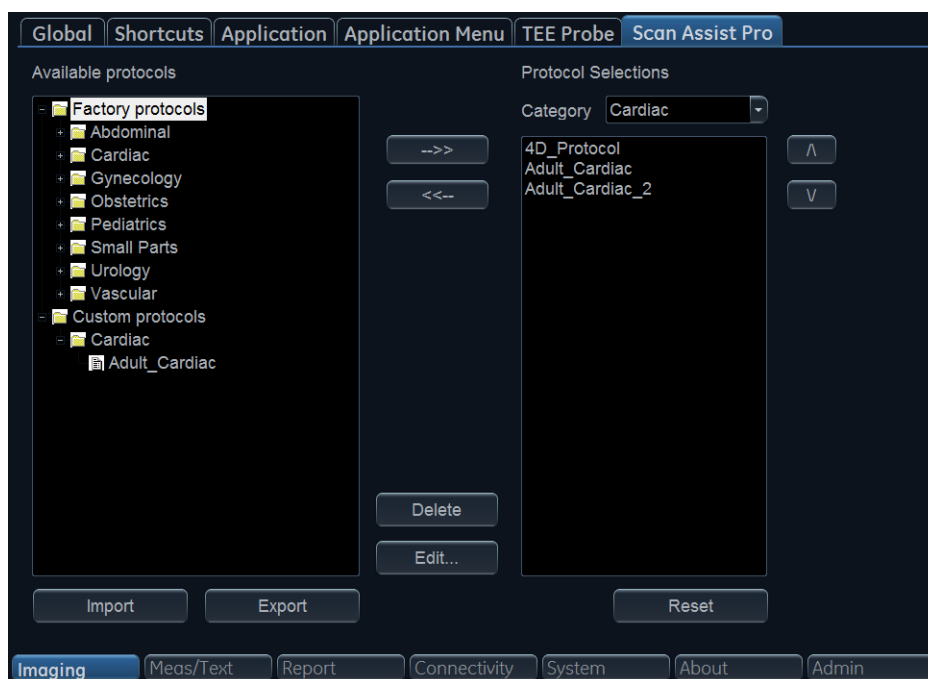 Global Shortcuts Application Application Menu TEE Probe Scan Assist Pro
Available protocols
Factory protocols
Abdominal
Cardiac
Gynecology
Obstetrics
Pediatrics
Small Parts
Urology
Vascular
Custom protocols
Cardiac
Adult_Cardiac
-->>
<<--
Delete
Edit...
Import Export
Protocol Selections
Category Cardiac
4D_Protocol
Adult_Cardiac
Adult_Cardiac_2
/\
\/
Reset
Imaging Meas/Text Report Connectivity System About Admin